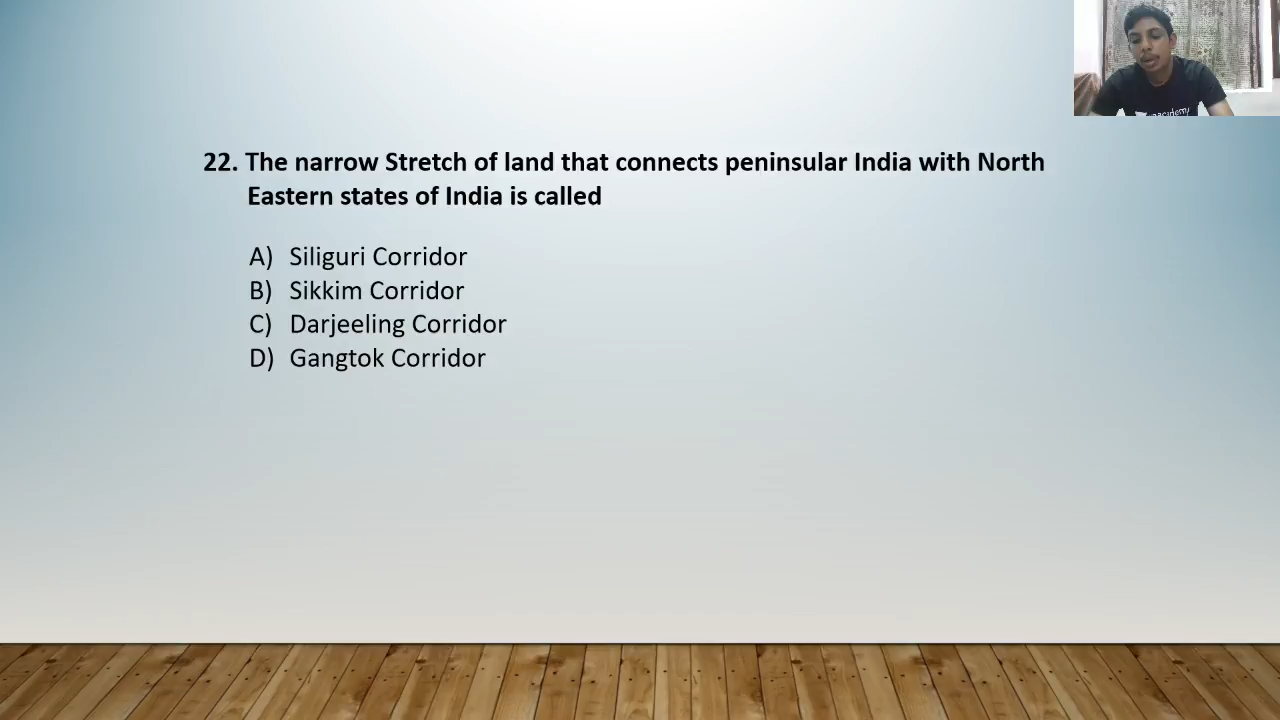 22. The narrow Stretch of land that connects peninsular India with North
Eastern states of India is called
A) Siliguri Corridor
B) Sikkim Corridor
C) Darjeeling Corridor
D) Gangtok Corridor